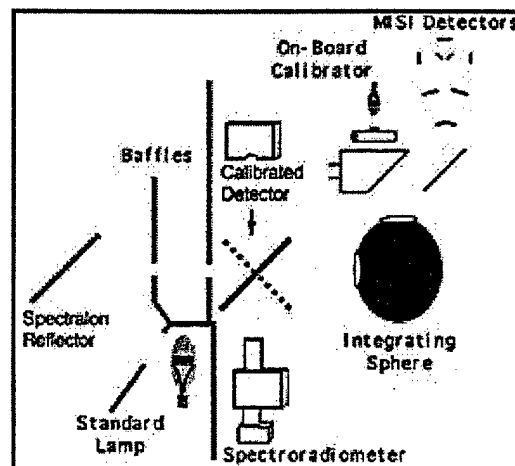 MISI Detectors
On-Board
Calibrator
Baffles
Calibrated
Detector
Spectralon
Reflector
Integrating
Sphere
Standard
Lamp
Spectroradiometer